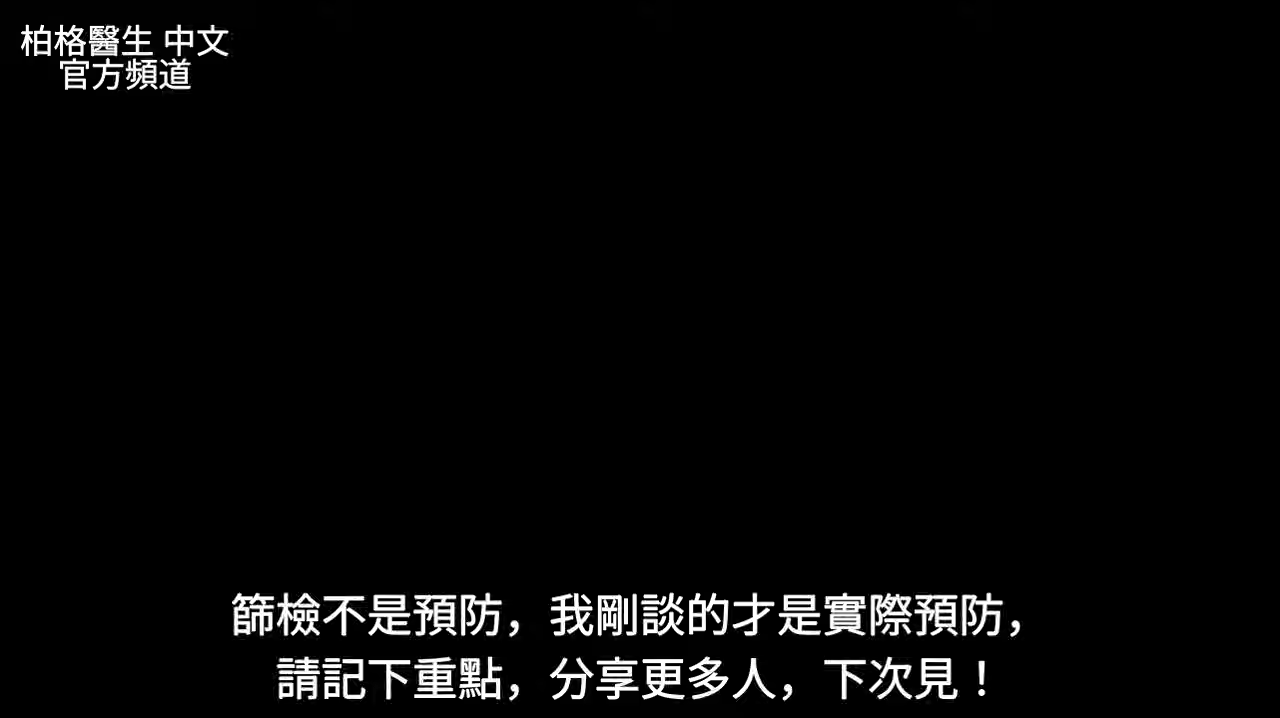 柏格醫生 中文
官方頻道
篩檢不是預防，我剛談的才是實際預防，
請記下重點，分享更多人，下次見！